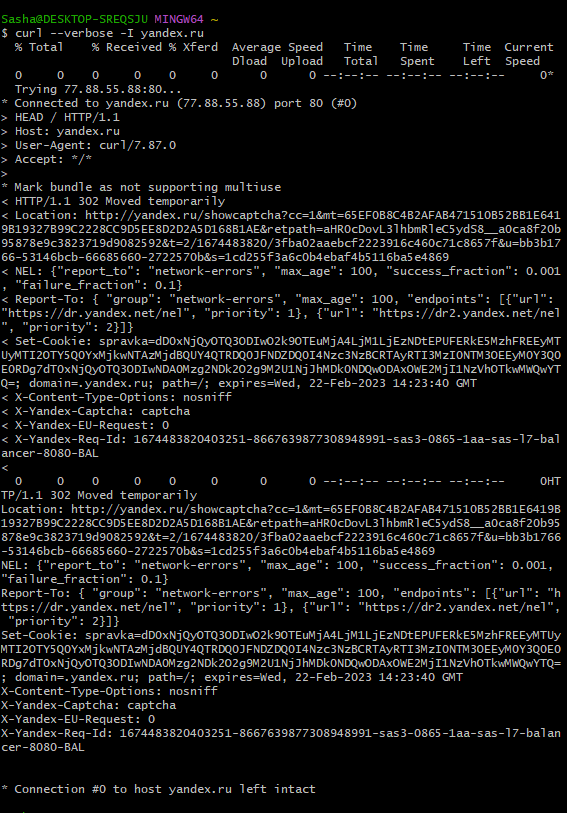 Sasha@DESKTOP-SREQSJU MINGW64 ~
$ curl --verbose -I yandex.ru
  % Total    % Received % Xferd  Average Speed   Time    Time     Time  Current
                                 Dload  Upload   Total   Spent    Left  Speed
  0     0    0     0    0     0      0      0 --:--:-- --:--:-- --:--:--     0*
  Trying 77.88.55.88:80...
* Connected to yandex.ru (77.88.55.88) port 80 (#0)
> HEAD / HTTP/1.1
> Host: yandex.ru
> User-Agent: curl/7.87.0
> Accept: */*
>
* Mark bundle as not supporting multiuse
< HTTP/1.1 302 Moved temporarily
< Location: http://yandex.ru/showcaptcha?cc=1&mt=65EF0B8C4B2AFAB471510B52BB1E641
9B19327B99C2228CC9D5EE8D2D2A5D168B1AE&retpath=aHR0cDovL3lhbmRleC5ydS8__a0ca8f20b
95878e9c3823719d9082592&t=2/1674483820/3fba02aaebcf2223916c460c71c8657f&u=bb3b17
66-53146bcb-66685660-2722570b&s=1cd255f3a6c0b4ebaf4b5116ba5e4869
< NEL: {"report_to": "network-errors", "max_age": 100, "success_fraction": 0.001
, "failure_fraction": 0.1}
< Report-To: { "group": "network-errors", "max_age": 100, "endpoints": [{"url":
"https://dr.yandex.net/nel", "priority": 1}, {"url": "https://dr2.yandex.net/nel
", "priority": 2}]}
< Set-Cookie: domain=.yandex.ru; path=/; expires=Wed, 22-Feb-2023 14:23:40 GMT
< X-Content-Type-Options: nosniff
< X-Yandex-Captcha: captcha
< X-Yandex-EU-Request: 0
< X-Yandex-Req-Id: 1674483820403251-8667639877308948991-sas3-0865-1aa-sas-l7-bal
ancer-8080-BAL
<
  0     0    0     0    0     0      0      0 --:--:-- --:--:-- --:--:--     0HT
TP/1.1 302 Moved temporarily
Location: http://yandex.ru/showcaptcha?cc=1&mt=65EF0B8C4B2AFAB471510B52BB1E6419B
19327B99C2228CC9D5EE8D2D2A5D168B1AE&retpath=aHR0cDovL3lhbmRleC5ydS8__a0ca8f20b95
878e9c3823719d9082592&t=2/1674483820/3fba02aaebcf2223916c460c71c8657f&u=bb3b1766
-53146bcb-66685660-2722570b&s=1cd255f3a6c0b4ebaf4b5116ba5e4869
NEL: {"report_to": "network-errors", "max_age": 100, "success_fraction": 0.001,
"failure_fraction": 0.1}
Report-To: { "group": "network-errors", "max_age": 100, "endpoints": [{"url": "h
ttps://dr.yandex.net/nel", "priority": 1}, {"url": "https://dr2.yandex.net/nel",
 "priority": 2}]}
Set-Cookie:
; domain=.yandex.ru; path=/; expires=Wed, 22-Feb-2023 14:23:40 GMT
X-Content-Type-Options: nosniff
X-Yandex-Captcha: captcha
X-Yandex-EU-Request: 0
X-Yandex-Req-Id: 1674483820403251-8667639877308948991-sas3-0865-1aa-sas-l7-balan
cer-8080-BAL
* Connection #0 to host yandex.ru left intact